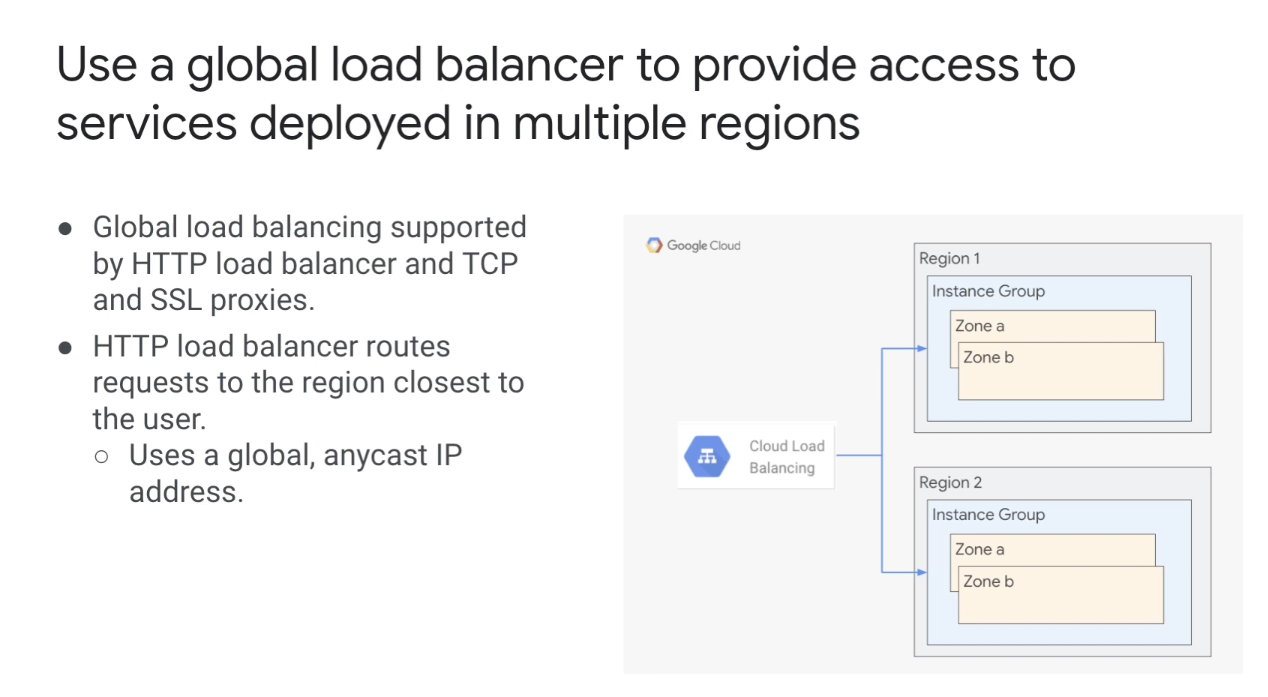 Use a global load balancer to provide access to
services deployed in multiple regions
● Global load balancing supported
by HTTP load balancer and TCP
and SSL proxies.
● HTTP load balancer routes
requests to the region closest to
the user.
○ Uses a global, anycast IP
address.
Google Cloud
Cloud Load
Balancing
Region 1
Instance Group
Zone a
Zone b
Region 2
Instance Group
Zone a
Zone b